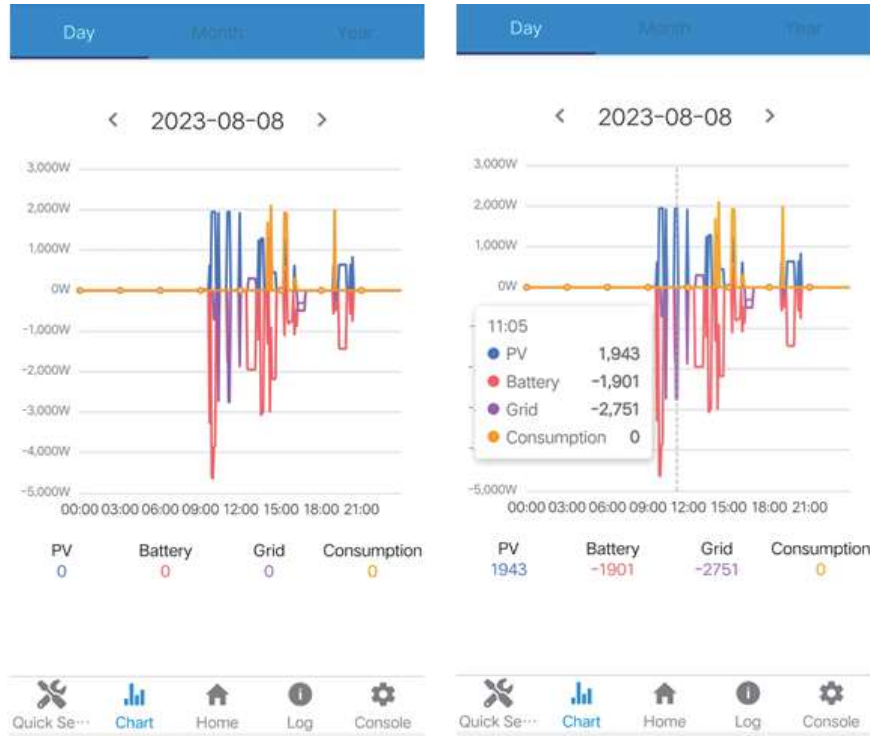 Day Month Year
2023-08-08
3,000W
2,000W
1,000W
0W
-1,000W
-2,000W
-3,000W
-4,000W
-5,000W
00:00 03:00 06:00 09:00 12:00 15:00 18:00 21:00
PV Battery Grid Consumption
0 0 0 0
Quick Se··· Chart Home Log Console
Day Month Year
2023-08-08
3,000W
2,000W
1,000W
0W
11:05
PV 1,943
Battery -1,901
Grid -2,751
Consumption 0
-5,000W
00:00 03:00 06:00 09:00 12:00 15:00 18:00 21:00
PV Battery Grid Consumption
1943 -1901 -2751 0
Quick Se··· Chart Home Log Console